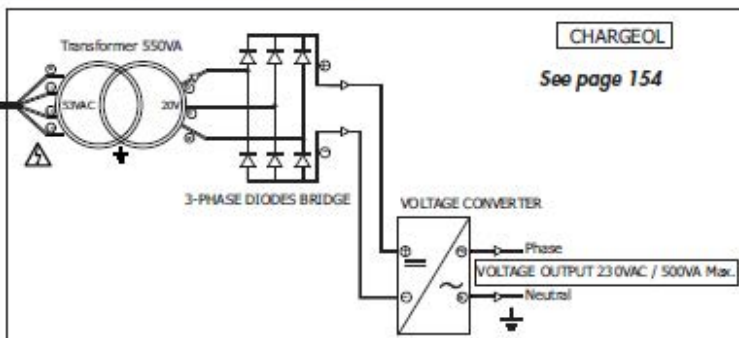 Transformer 550VA
CHARGEOL
See page 154
53VAC
20V
3-PHASE DIODES BRIDGE
VOLTAGE CONVERTER
Phase
VOLTAGE OUTPUT 230VAC / 500VA Max.
Neutral